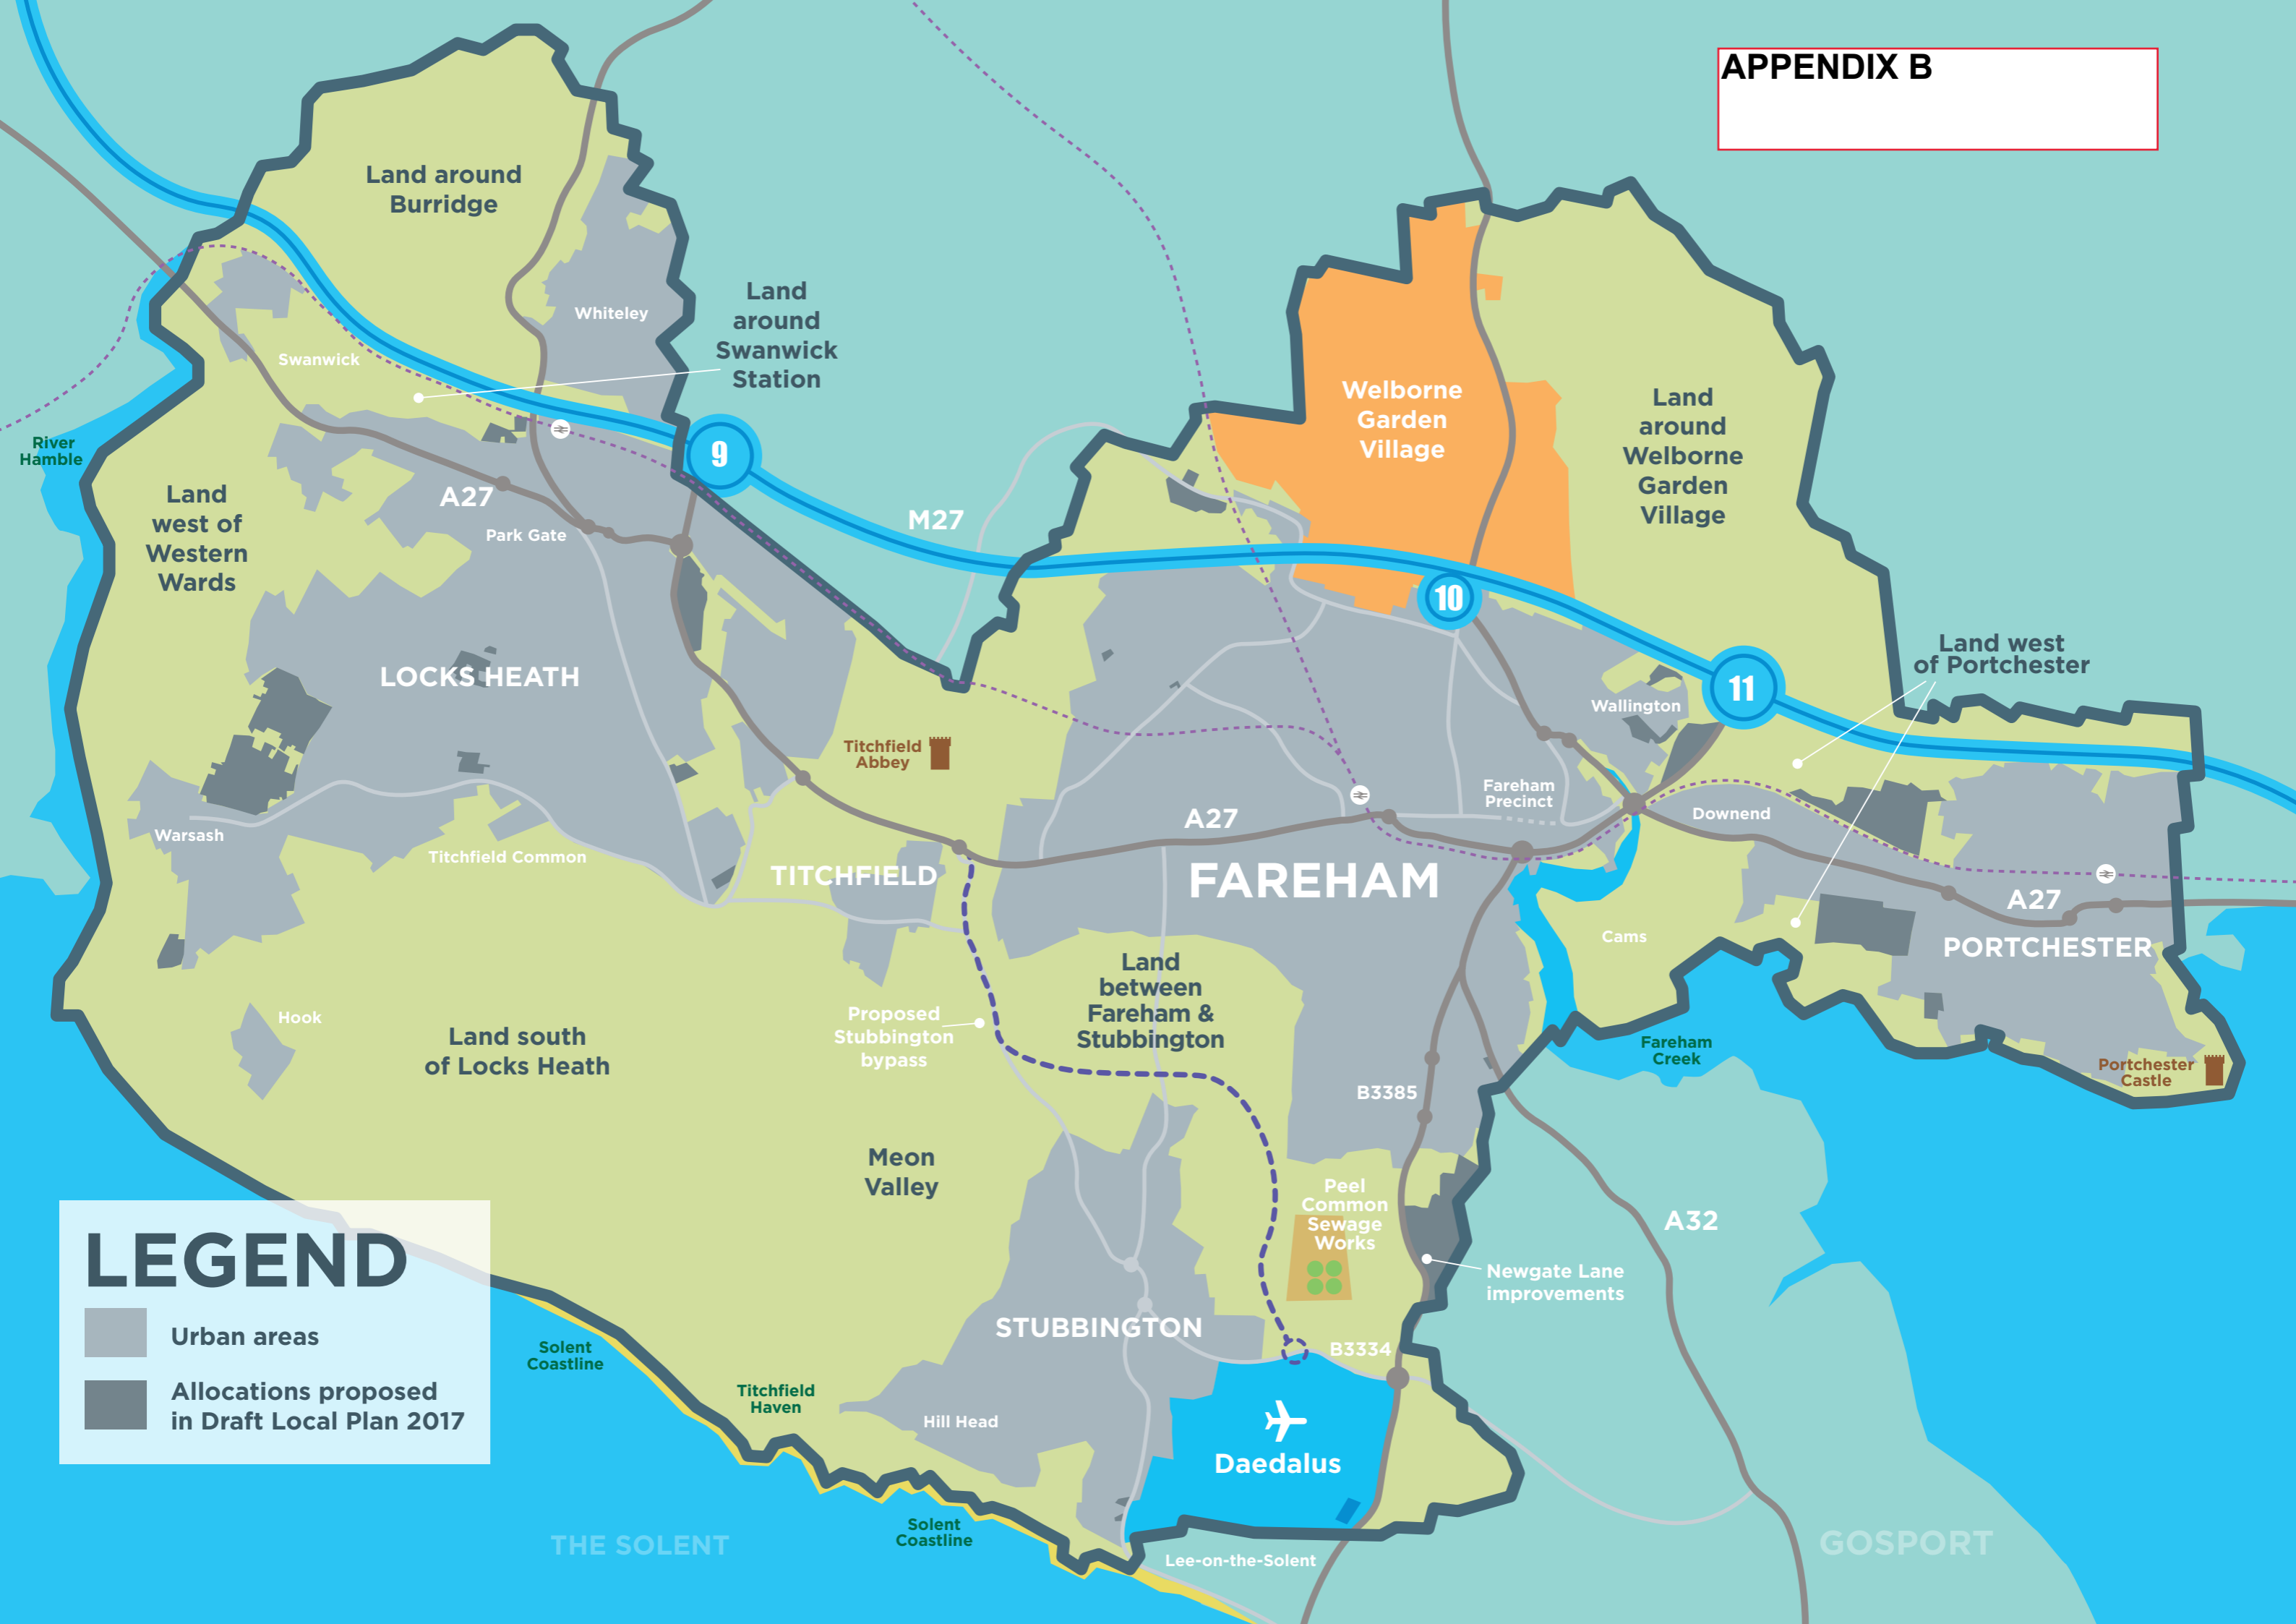 APPENDIX B
Land around
Burridge
Whiteley
Land
around
Swanwick
Station
Swanwick
River
Hamble
Land
west of
Western
Wards
A27
Park Gate
9
M27
Welborne
Garden
Village
Land
around
Welborne
Garden
Village
10
11
Land west
of Portchester
LOCKS HEATH
Wallington
Titchfield
Abbey
Fareham
Precinct
Downend
A27
Warsash
Titchfield Common
TITCHFIELD
FAREHAM
A27
Cams
PORTCHESTER
Hook
Land south
of Locks Heath
Proposed
Stubbington
bypass
Land
between
Fareham &
Stubbington
Fareham
Creek
Portchester
Castle
B3385
Meon
Valley
Peel
Common
Sewage
Works
A32
Newgate Lane
improvements
LEGEND
Urban areas
Allocations proposed
in Draft Local Plan 2017
STUBBINGTON
B3334
Solent
Coastline
Titchfield
Haven
Hill Head
Daedalus
Solent
Coastline
THE SOLENT
Lee-on-the-Solent
GOSPORT